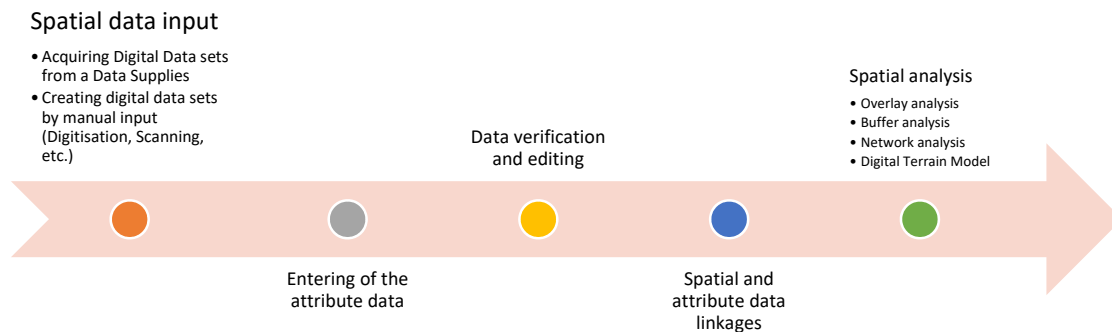 Spatial data input
• Acquiring Digital Data sets
from a Data Supplies
• Creating digital data sets
by manual input
(Digitisation, Scanning,
etc.)
Entering of the
attribute data
Data verification
and editing
Spatial and
attribute data
linkages
Spatial analysis
• Overlay analysis
• Buffer analysis
• Network analysis
• Digital Terrain Model